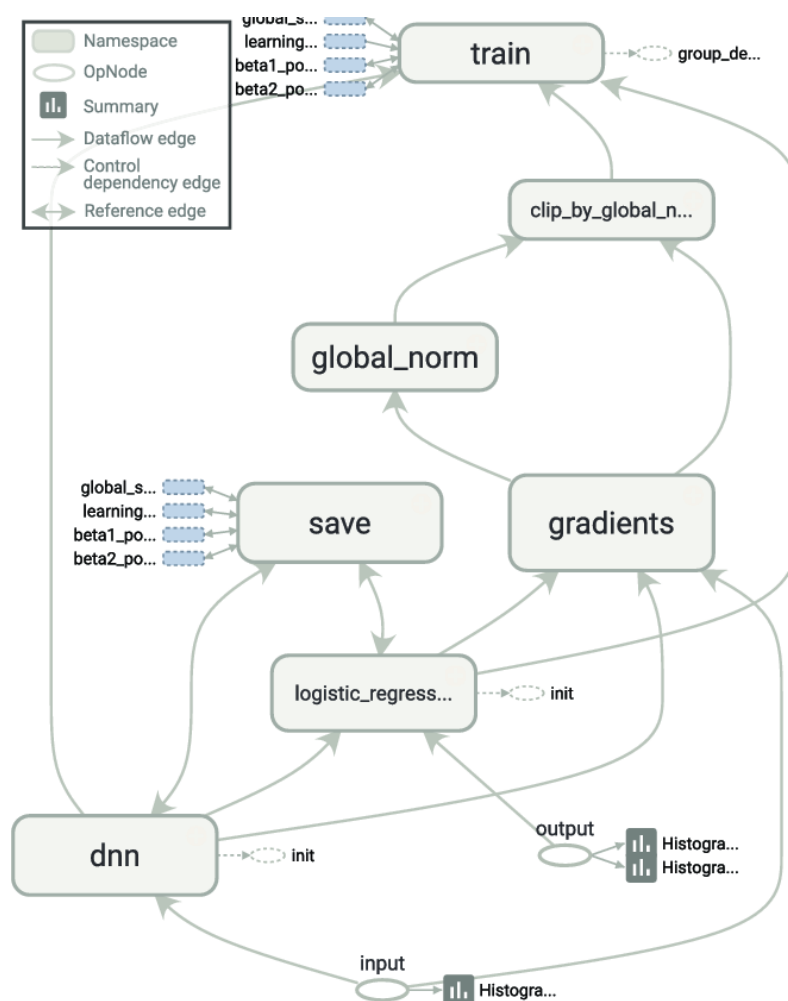 global_s...
Namespace
learning...
train
OpNode
beta1_po...
group_de...
beta2_po...
Summary
Dataflow edge
Control
dependency edge
Reference edge
clip_by_global_n...
global_norm
global_s...
learning...
save
gradients
beta1_po...
beta2_po...
logistic_regress...
init
output
Histogra...
dnn
init
Histogra...
input
Histogra...